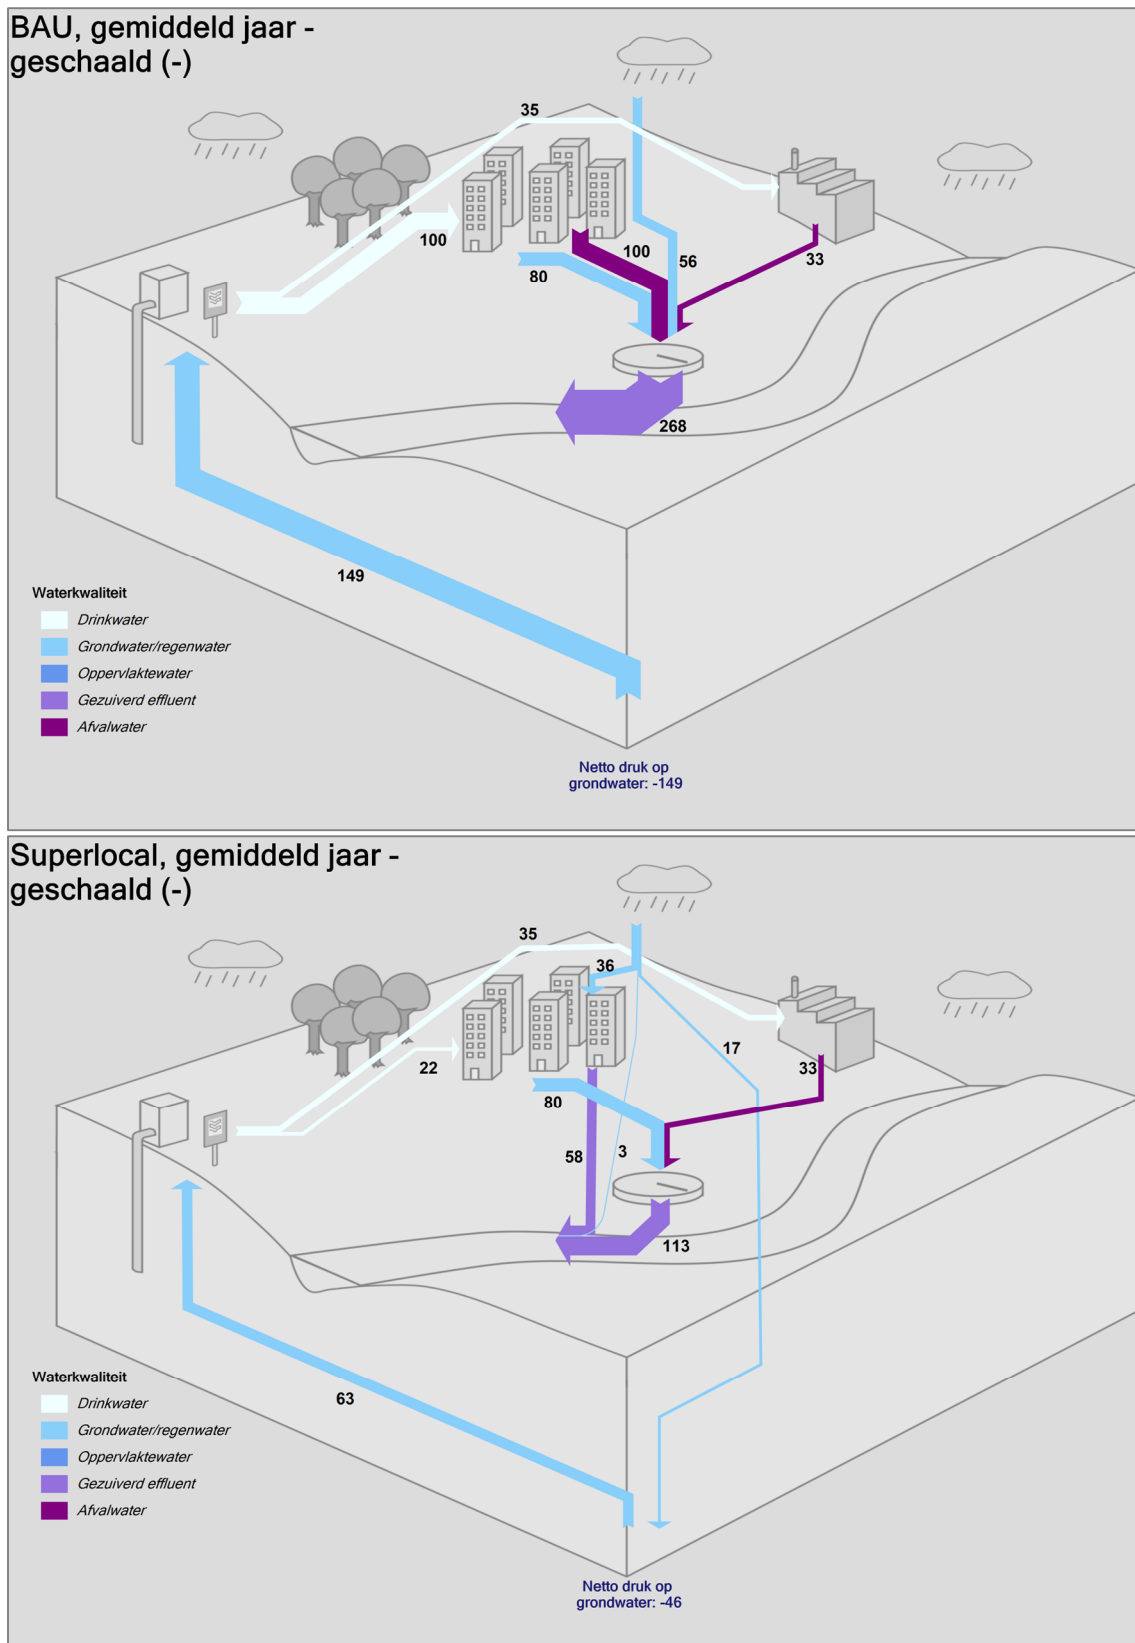 BAU, gemiddeld jaar -
geschaald (-)
35
100
100
80
56
33
268
149
Waterkwaliteit
Drinkwater
Grondwater/regenwater
Oppervlaktewater
Gezuiverd effluent
Afvalwater
Netto druk op
grondwater: -149
Superlocal, gemiddeld jaar -
geschaald (-)
35
36
22
17
33
80
58
3
113
63
Waterkwaliteit
Drinkwater
Grondwater/regenwater
Oppervlaktewater
Gezuiverd effluent
Afvalwater
Netto druk op
grondwater: -46